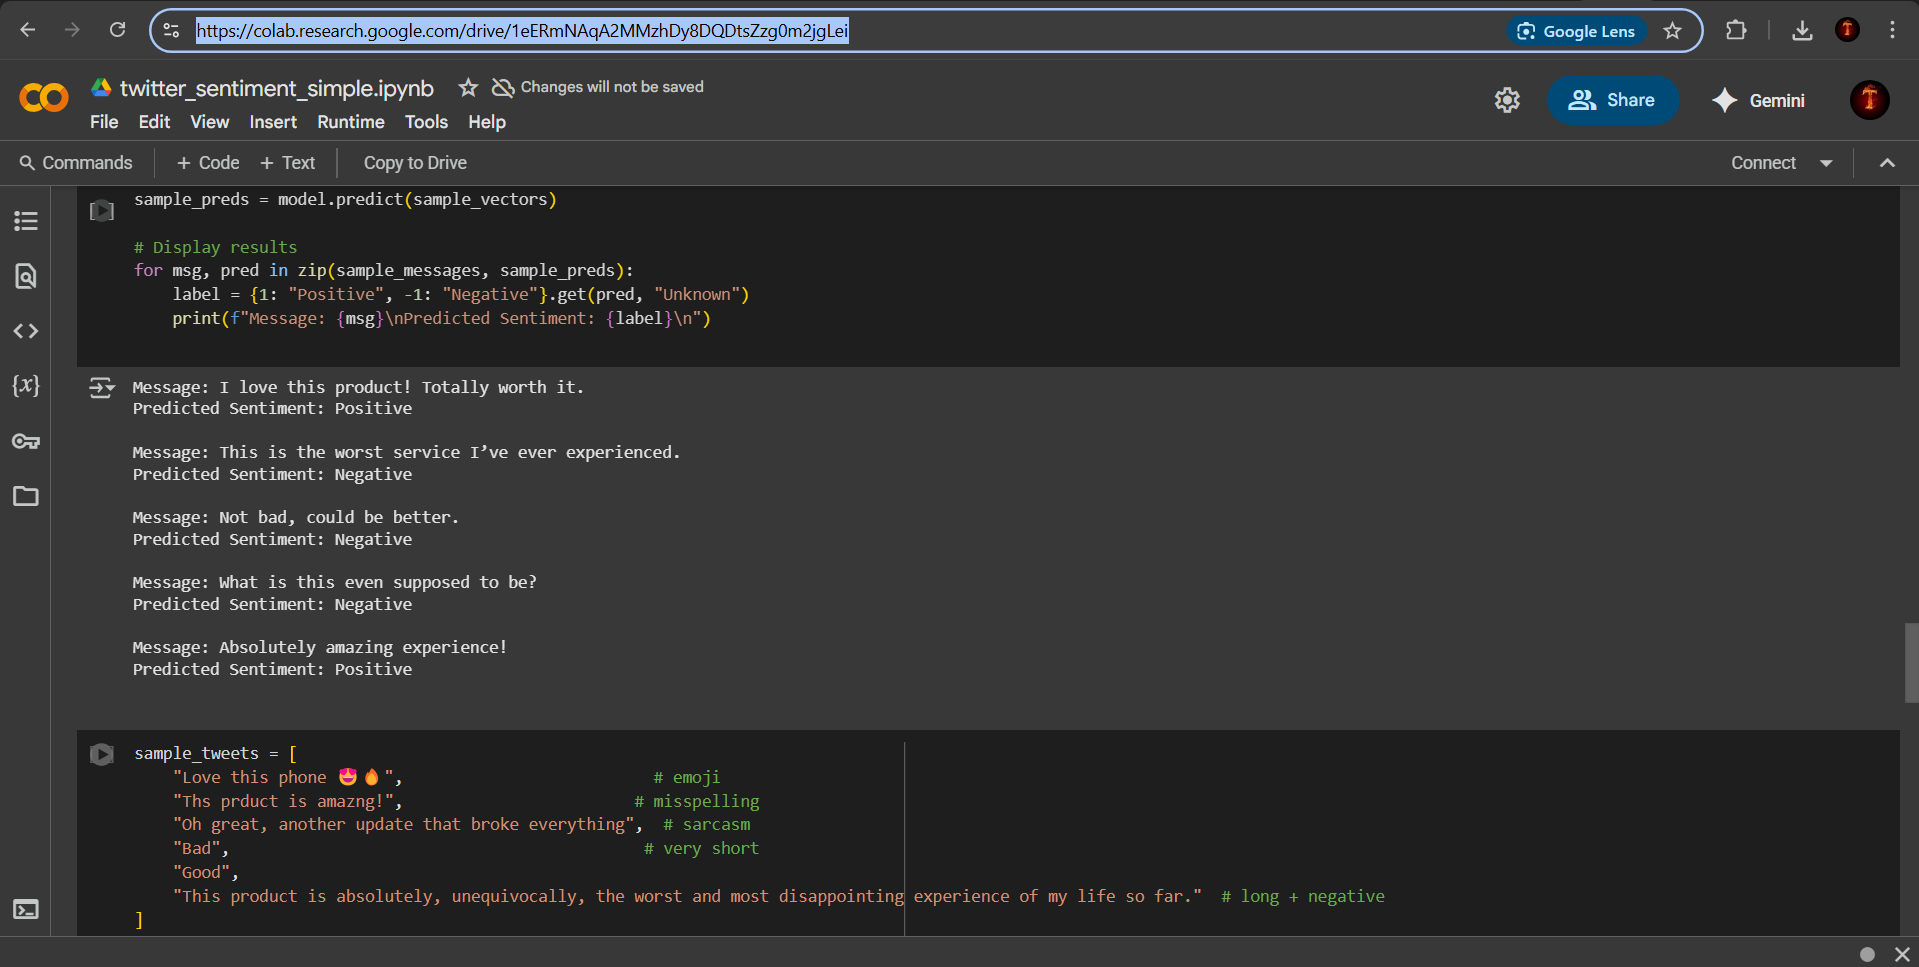 https://colab.research.google.com/drive/1eERmNAqA2MMzhDy8DQDtsZzg0m2jgLei
Google Lens
twitter_sentiment_simple.ipynb
Changes will not be saved
File Edit View Insert Runtime Tools Help
Share
Gemini
Commands + Code + Text Copy to Drive
Connect
sample_preds = model.predict(sample_vectors)
# Display results
for msg, pred in zip(sample_messages, sample_preds):
    label = {1: "Positive", -1: "Negative"}.get(pred, "Unknown")
    print(f"Message: {msg}\nPredicted Sentiment: {label}\n")
Message: I love this product! Totally worth it.
Predicted Sentiment: Positive
Message: This is the worst service I’ve ever experienced.
Predicted Sentiment: Negative
Message: Not bad, could be better.
Predicted Sentiment: Negative
Message: What is this even supposed to be?
Predicted Sentiment: Negative
Message: Absolutely amazing experience!
Predicted Sentiment: Positive
sample_tweets = [
    "Love this phone 😍🔥", # emoji
    "Ths prduct is amazng!", # misspelling
    "Oh great, another update that broke everything", # sarcasm
    "Bad", # very short
    "Good",
    "This product is absolutely, unequivocally, the worst and most disappointing experience of my life so far." # long + negative
]